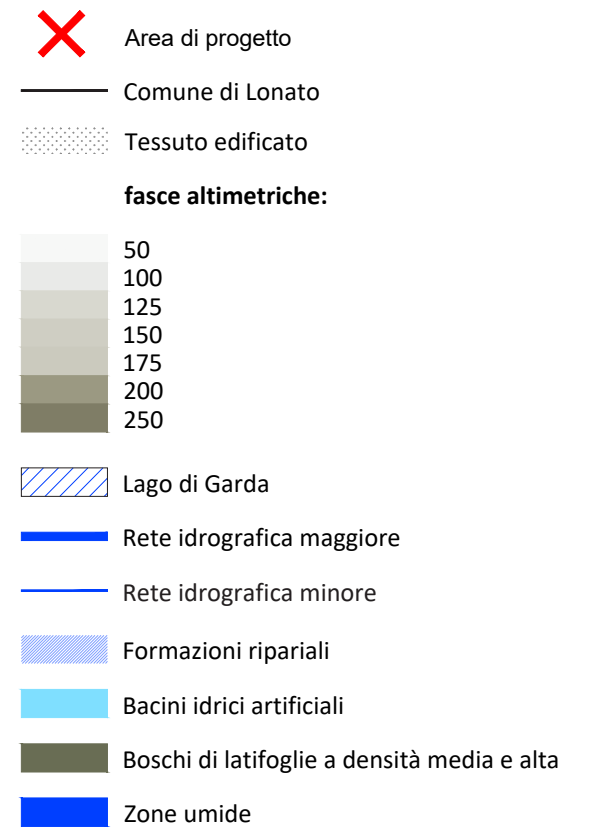 Area di progetto
Comune di Lonato
Tessuto edificato
fasce altimetriche:
50
100
125
150
175
200
250
Lago di Garda
Rete idrografica maggiore
Rete idrografica minore
Formazioni ripariali
Bacini idrici artificiali
Boschi di latifoglie a densità media e alta
Zone umide